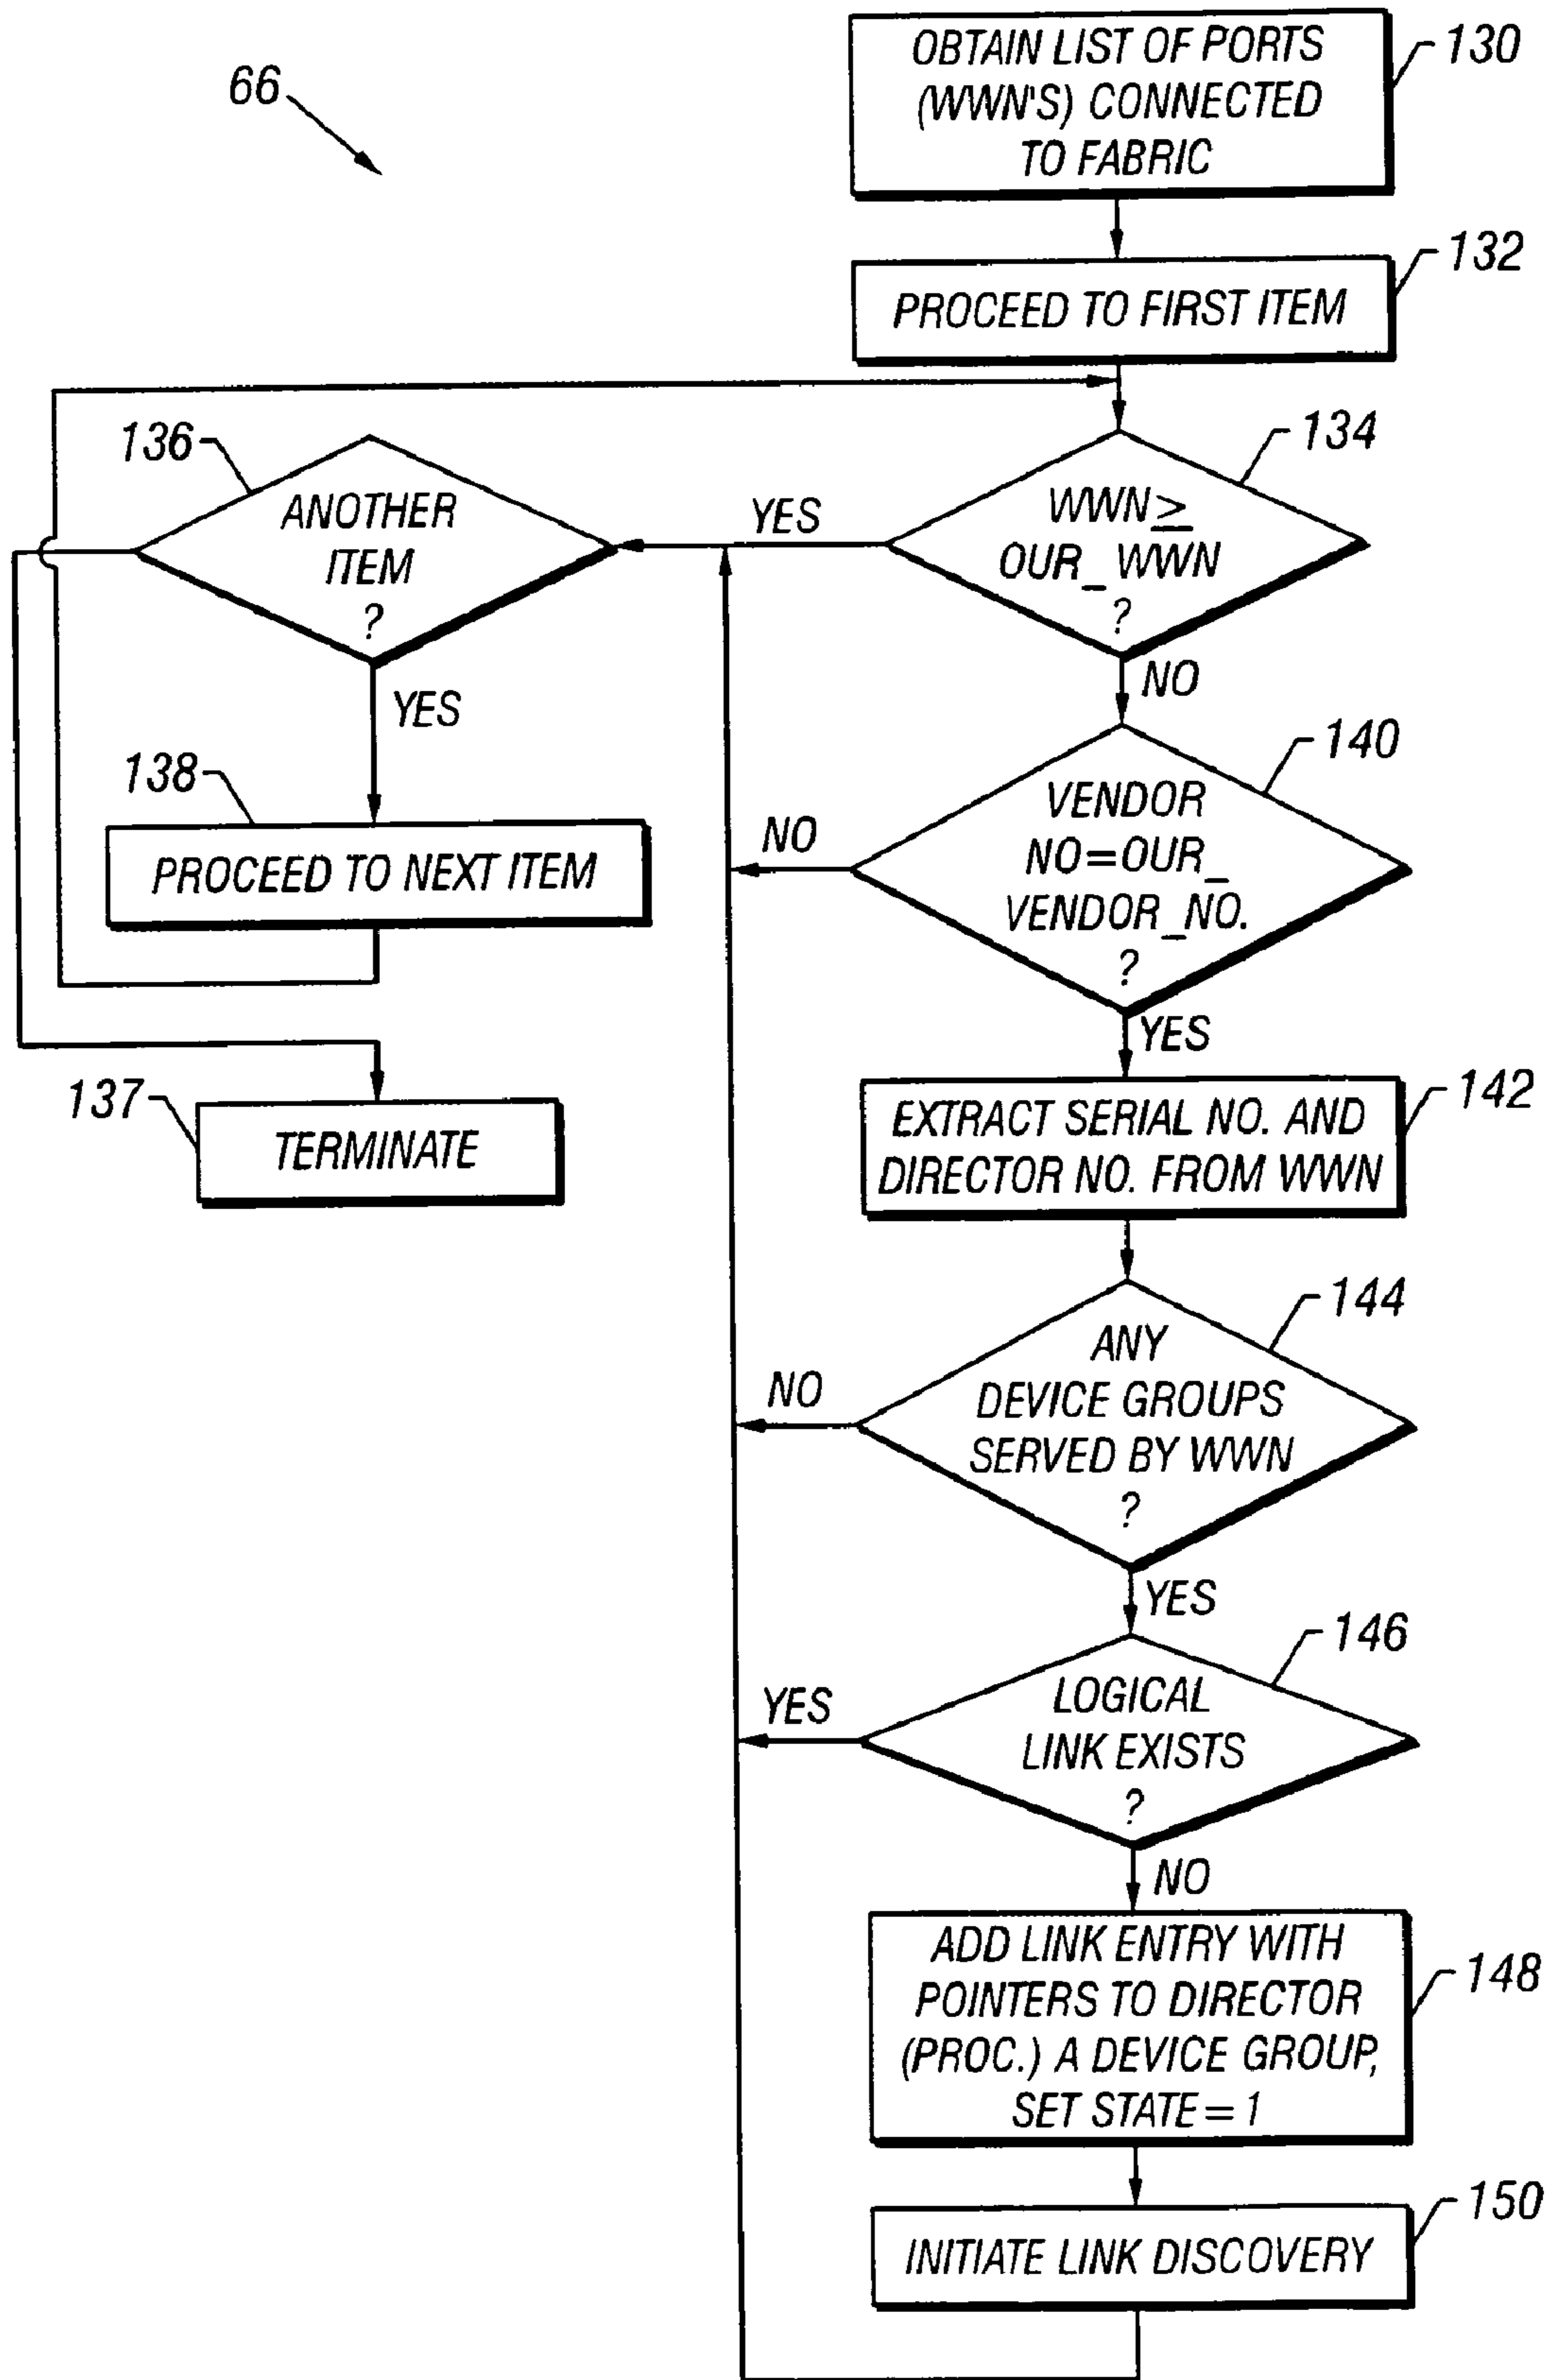 66
OBTAIN LIST OF PORTS
(WWN'S) CONNECTED
TO FABRIC
130
PROCEED TO FIRST ITEM
132
WWN≥
OUR_WWN
?
134
YES
NO
ANOTHER
ITEM
?
136
YES
PROCEED TO NEXT ITEM
138
TERMINATE
137
VENDOR
NO=OUR_
VENDOR_NO.
?
140
NO
YES
EXTRACT SERIAL NO. AND
DIRECTOR NO. FROM WWN
142
ANY
DEVICE GROUPS
SERVED BY WWN
?
144
NO
YES
LOGICAL
LINK EXISTS
?
146
YES
NO
ADD LINK ENTRY WITH
POINTERS TO DIRECTOR
(PROC.) A DEVICE GROUP,
SET STATE=1
148
INITIATE LINK DISCOVERY
150